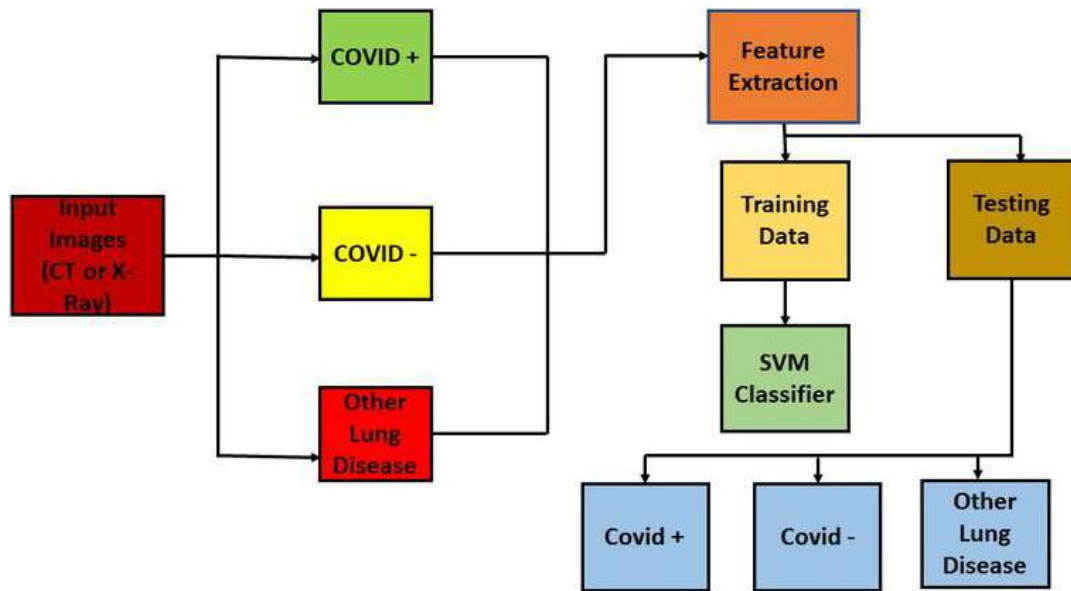 COVID +
Feature
Extraction
Input
Images
(CT or X-
Ray)
COVID -
Training
Data
Testing
Data
Other
Lung
Disease
SVM
Classifier
Covid +
Covid -
Other
Lung
Disease